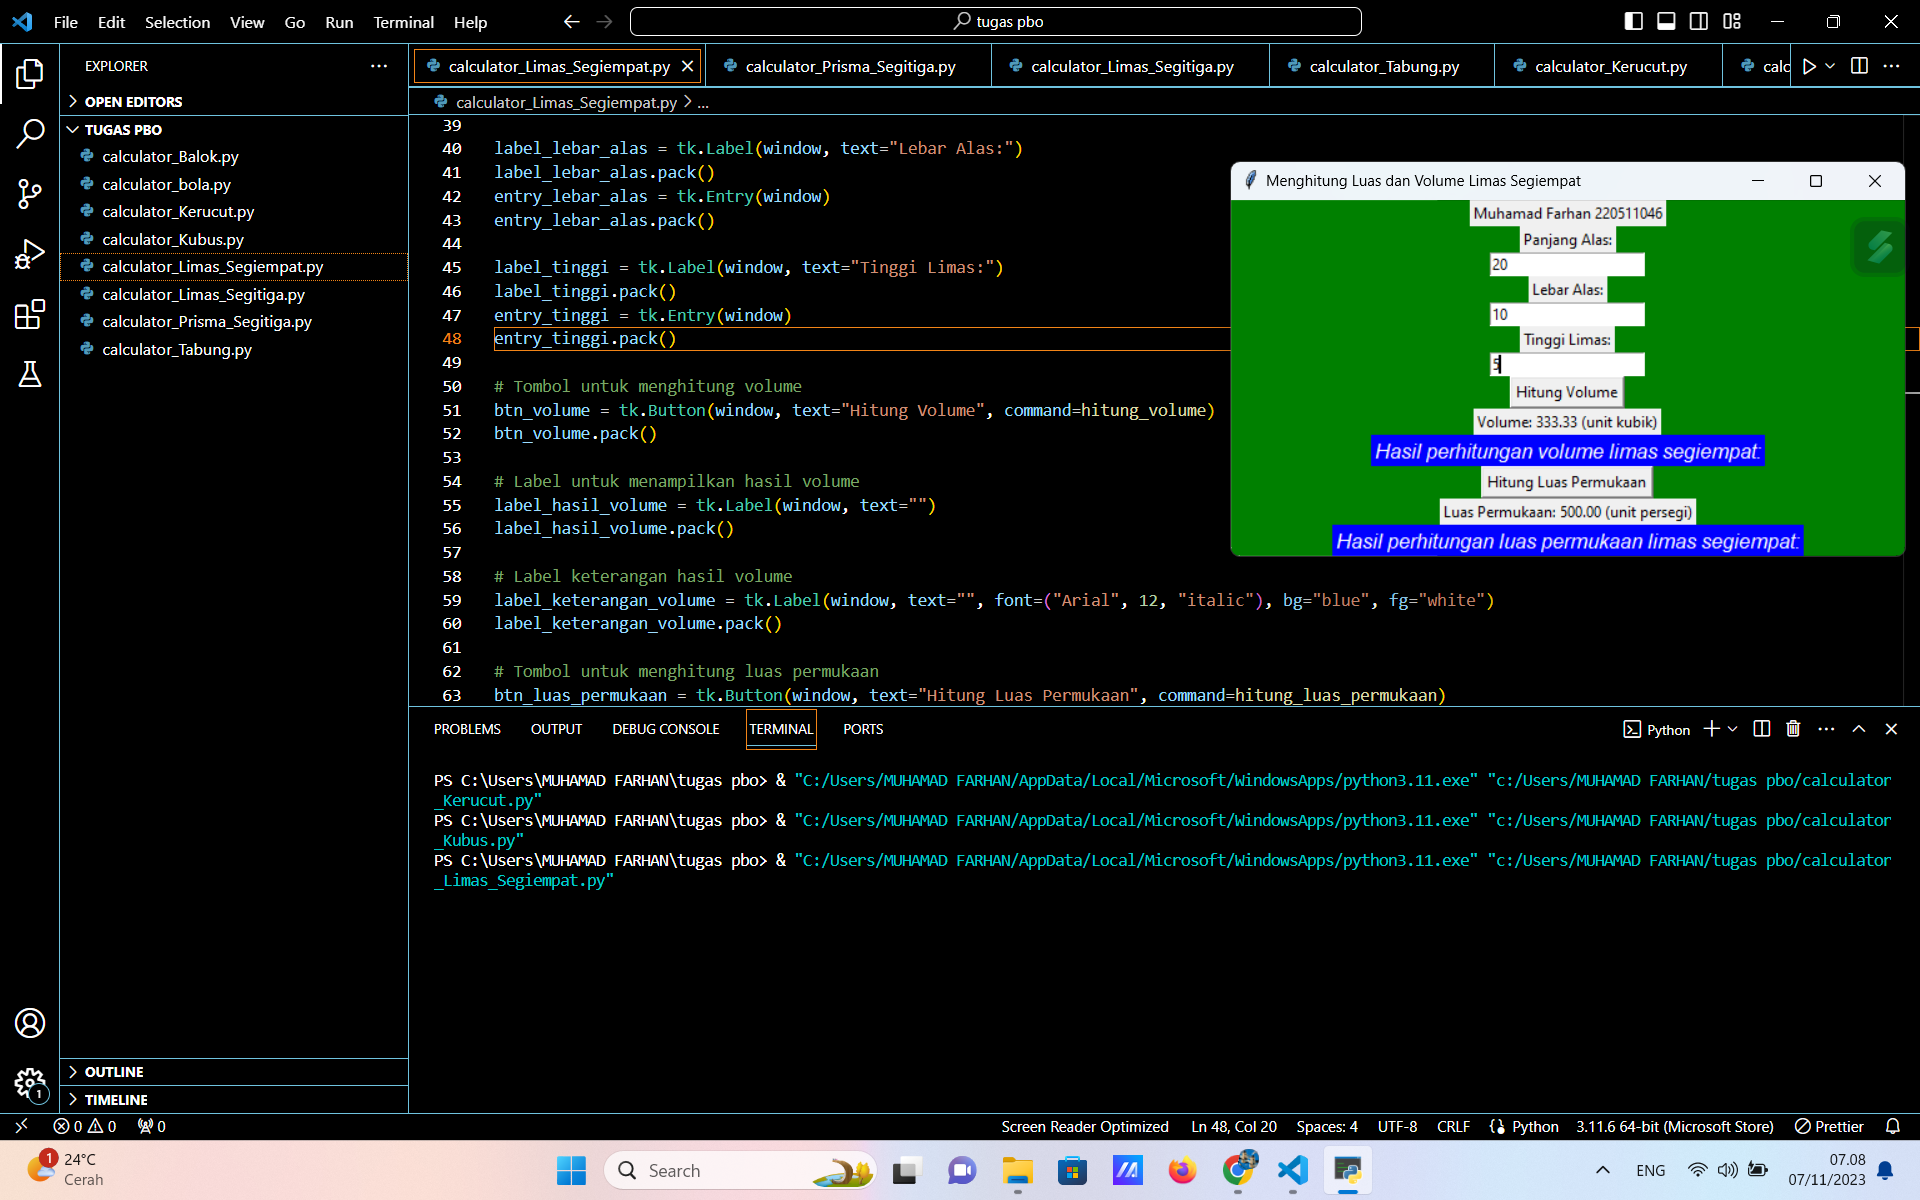 File Edit Selection View Go Run Terminal Help
tugas pbo
EXPLORER
OPEN EDITORS
TUGAS PBO
calculator_Balok.py
calculator_bola.py
calculator_Kerucut.py
calculator_Kubus.py
calculator_Limas_Segiempat.py
calculator_Limas_Segitiga.py
calculator_Prisma_Segitiga.py
calculator_Tabung.py
OUTLINE
TIMELINE
calculator_Limas_Segiempat.py calculator_Prisma_Segitiga.py calculator_Limas_Segitiga.py calculator_Tabung.py calculator_Kerucut.py calc
calculator_Limas_Segiempat.py > ...
39
40 label_lebar_alas = tk.Label(window, text="Lebar Alas:")
41 label_lebar_alas.pack()
42 entry_lebar_alas = tk.Entry(window)
43 entry_lebar_alas.pack()
44
45 label_tinggi = tk.Label(window, text="Tinggi Limas:")
46 label_tinggi.pack()
47 entry_tinggi = tk.Entry(window)
48 entry_tinggi.pack()
49
50 # Tombol untuk menghitung volume
51 btn_volume = tk.Button(window, text="Hitung Volume", command=hitung_volume)
52 btn_volume.pack()
53
54 # Label untuk menampilkan hasil volume
55 label_hasil_volume = tk.Label(window, text="")
56 label_hasil_volume.pack()
57
58 # Label keterangan hasil volume
59 label_keterangan_volume = tk.Label(window, text="", font=("Arial", 12, "italic"), bg="blue", fg="white")
60 label_keterangan_volume.pack()
61
62 # Tombol untuk menghitung luas permukaan
63 btn_luas_permukaan = tk.Button(window, text="Hitung Luas Permukaan", command=hitung_luas_permukaan)
Menghitung Luas dan Volume Limas Segiempat
Muhamad Farhan 220511046
Panjang Alas:
20
Lebar Alas:
10
Tinggi Limas:
5
Hitung Volume
Volume: 333.33 (unit kubik)
Hasil perhitungan volume limas segiempat:
Hitung Luas Permukaan
Luas Permukaan: 500.00 (unit persegi)
Hasil perhitungan luas permukaan limas segiempat:
PROBLEMS OUTPUT DEBUG CONSOLE TERMINAL PORTS
Python
PS C:\Users\MUHAMAD FARHAN\tugas pbo> & "C:/Users/MUHAMAD FARHAN/AppData/Local/Microsoft/WindowsApps/python3.11.exe" "c:/Users/MUHAMAD FARHAN/tugas pbo/calculator
_Kerucut.py"
PS C:\Users\MUHAMAD FARHAN\tugas pbo> & "C:/Users/MUHAMAD FARHAN/AppData/Local/Microsoft/WindowsApps/python3.11.exe" "c:/Users/MUHAMAD FARHAN/tugas pbo/calculator
_Kubus.py"
PS C:\Users\MUHAMAD FARHAN\tugas pbo> & "C:/Users/MUHAMAD FARHAN/AppData/Local/Microsoft/WindowsApps/python3.11.exe" "c:/Users/MUHAMAD FARHAN/tugas pbo/calculator
_Limas_Segiempat.py"
1
0 0 0 Screen Reader Optimized Ln 48, Col 20 Spaces: 4 UTF-8 CRLF Python 3.11.6 64-bit (Microsoft Store) Prettier
1
24°C
Cerah
Search
ENG
07.08
07/11/2023